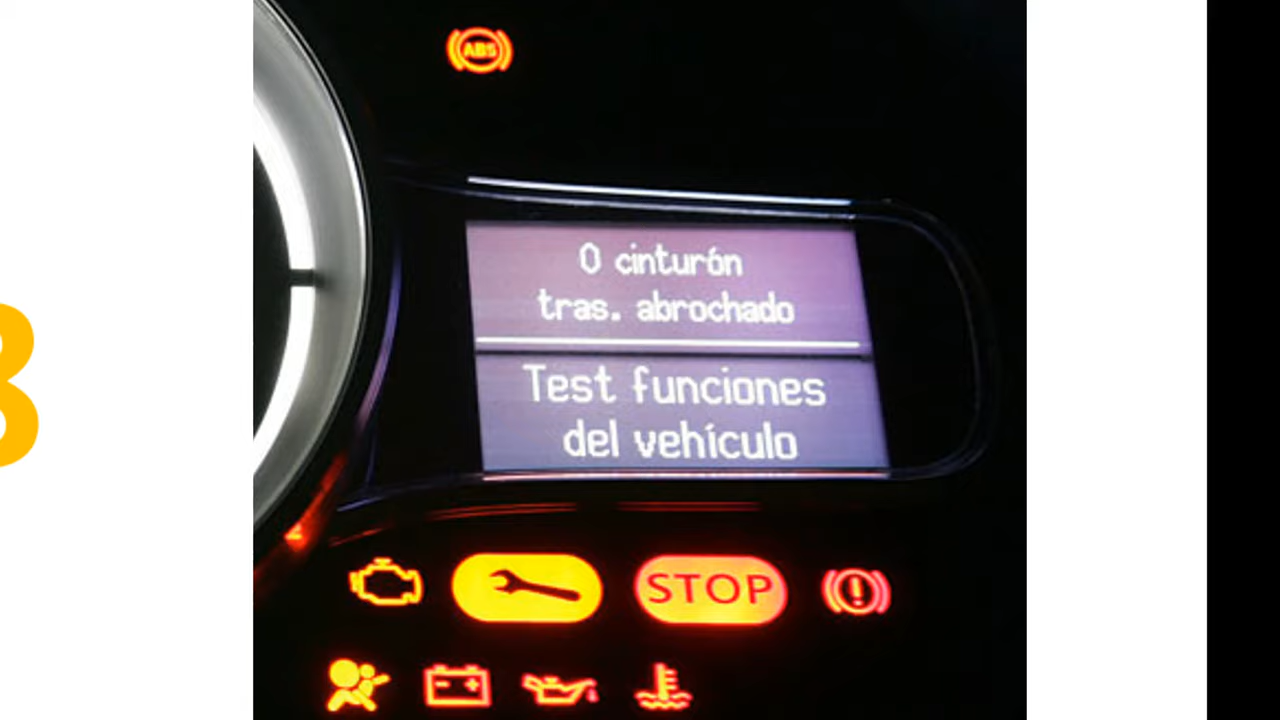 ABS
0 cinturón
tras. abrochado
Test funciones
del vehículo
STOP